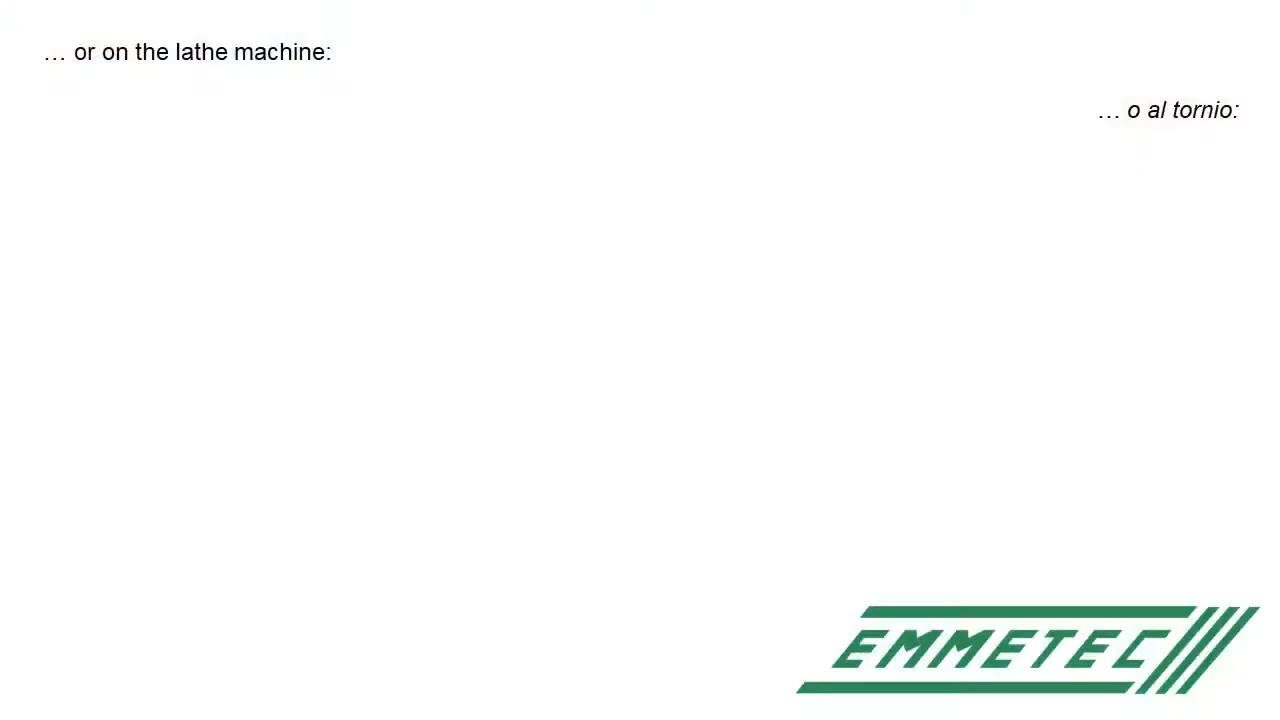 … or on the lathe machine:
… o al tornio:
EMMETEC